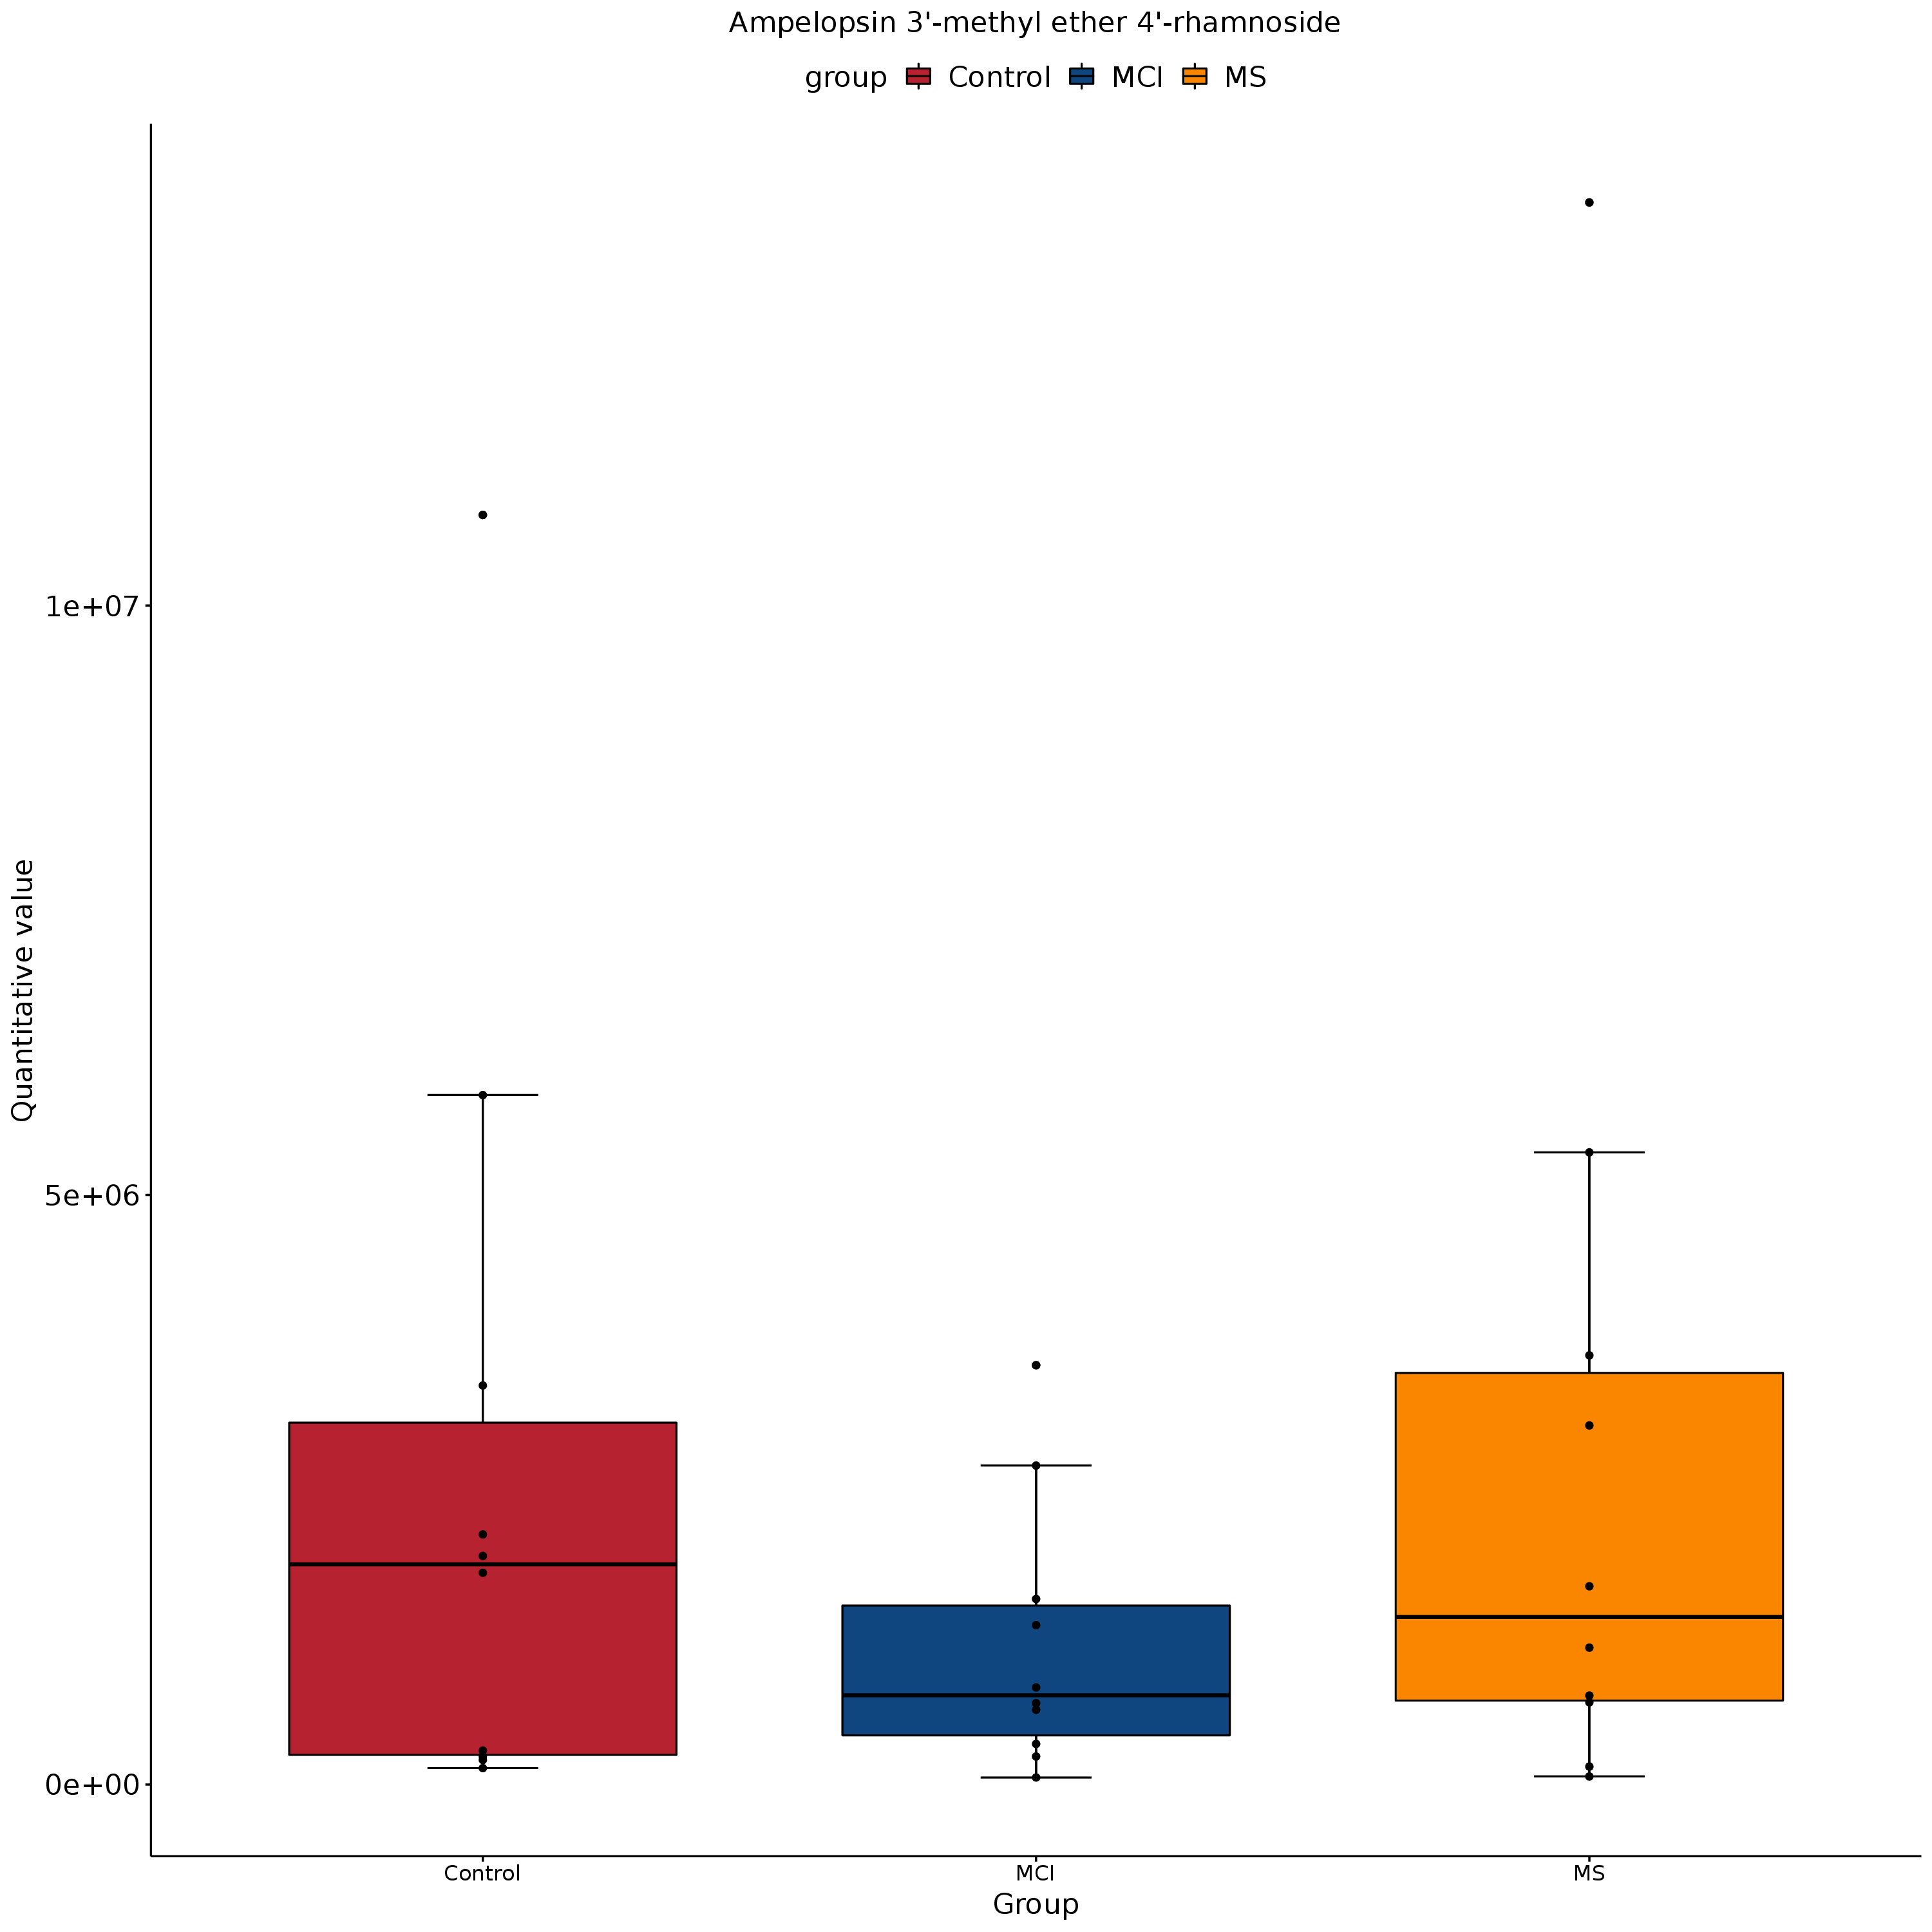 Ampelopsin 3'-methyl ether 4'-rhamnoside
group Control MCI MS
Quantitative value
1e+07
5e+06
0e+00
Control MCI MS
Group